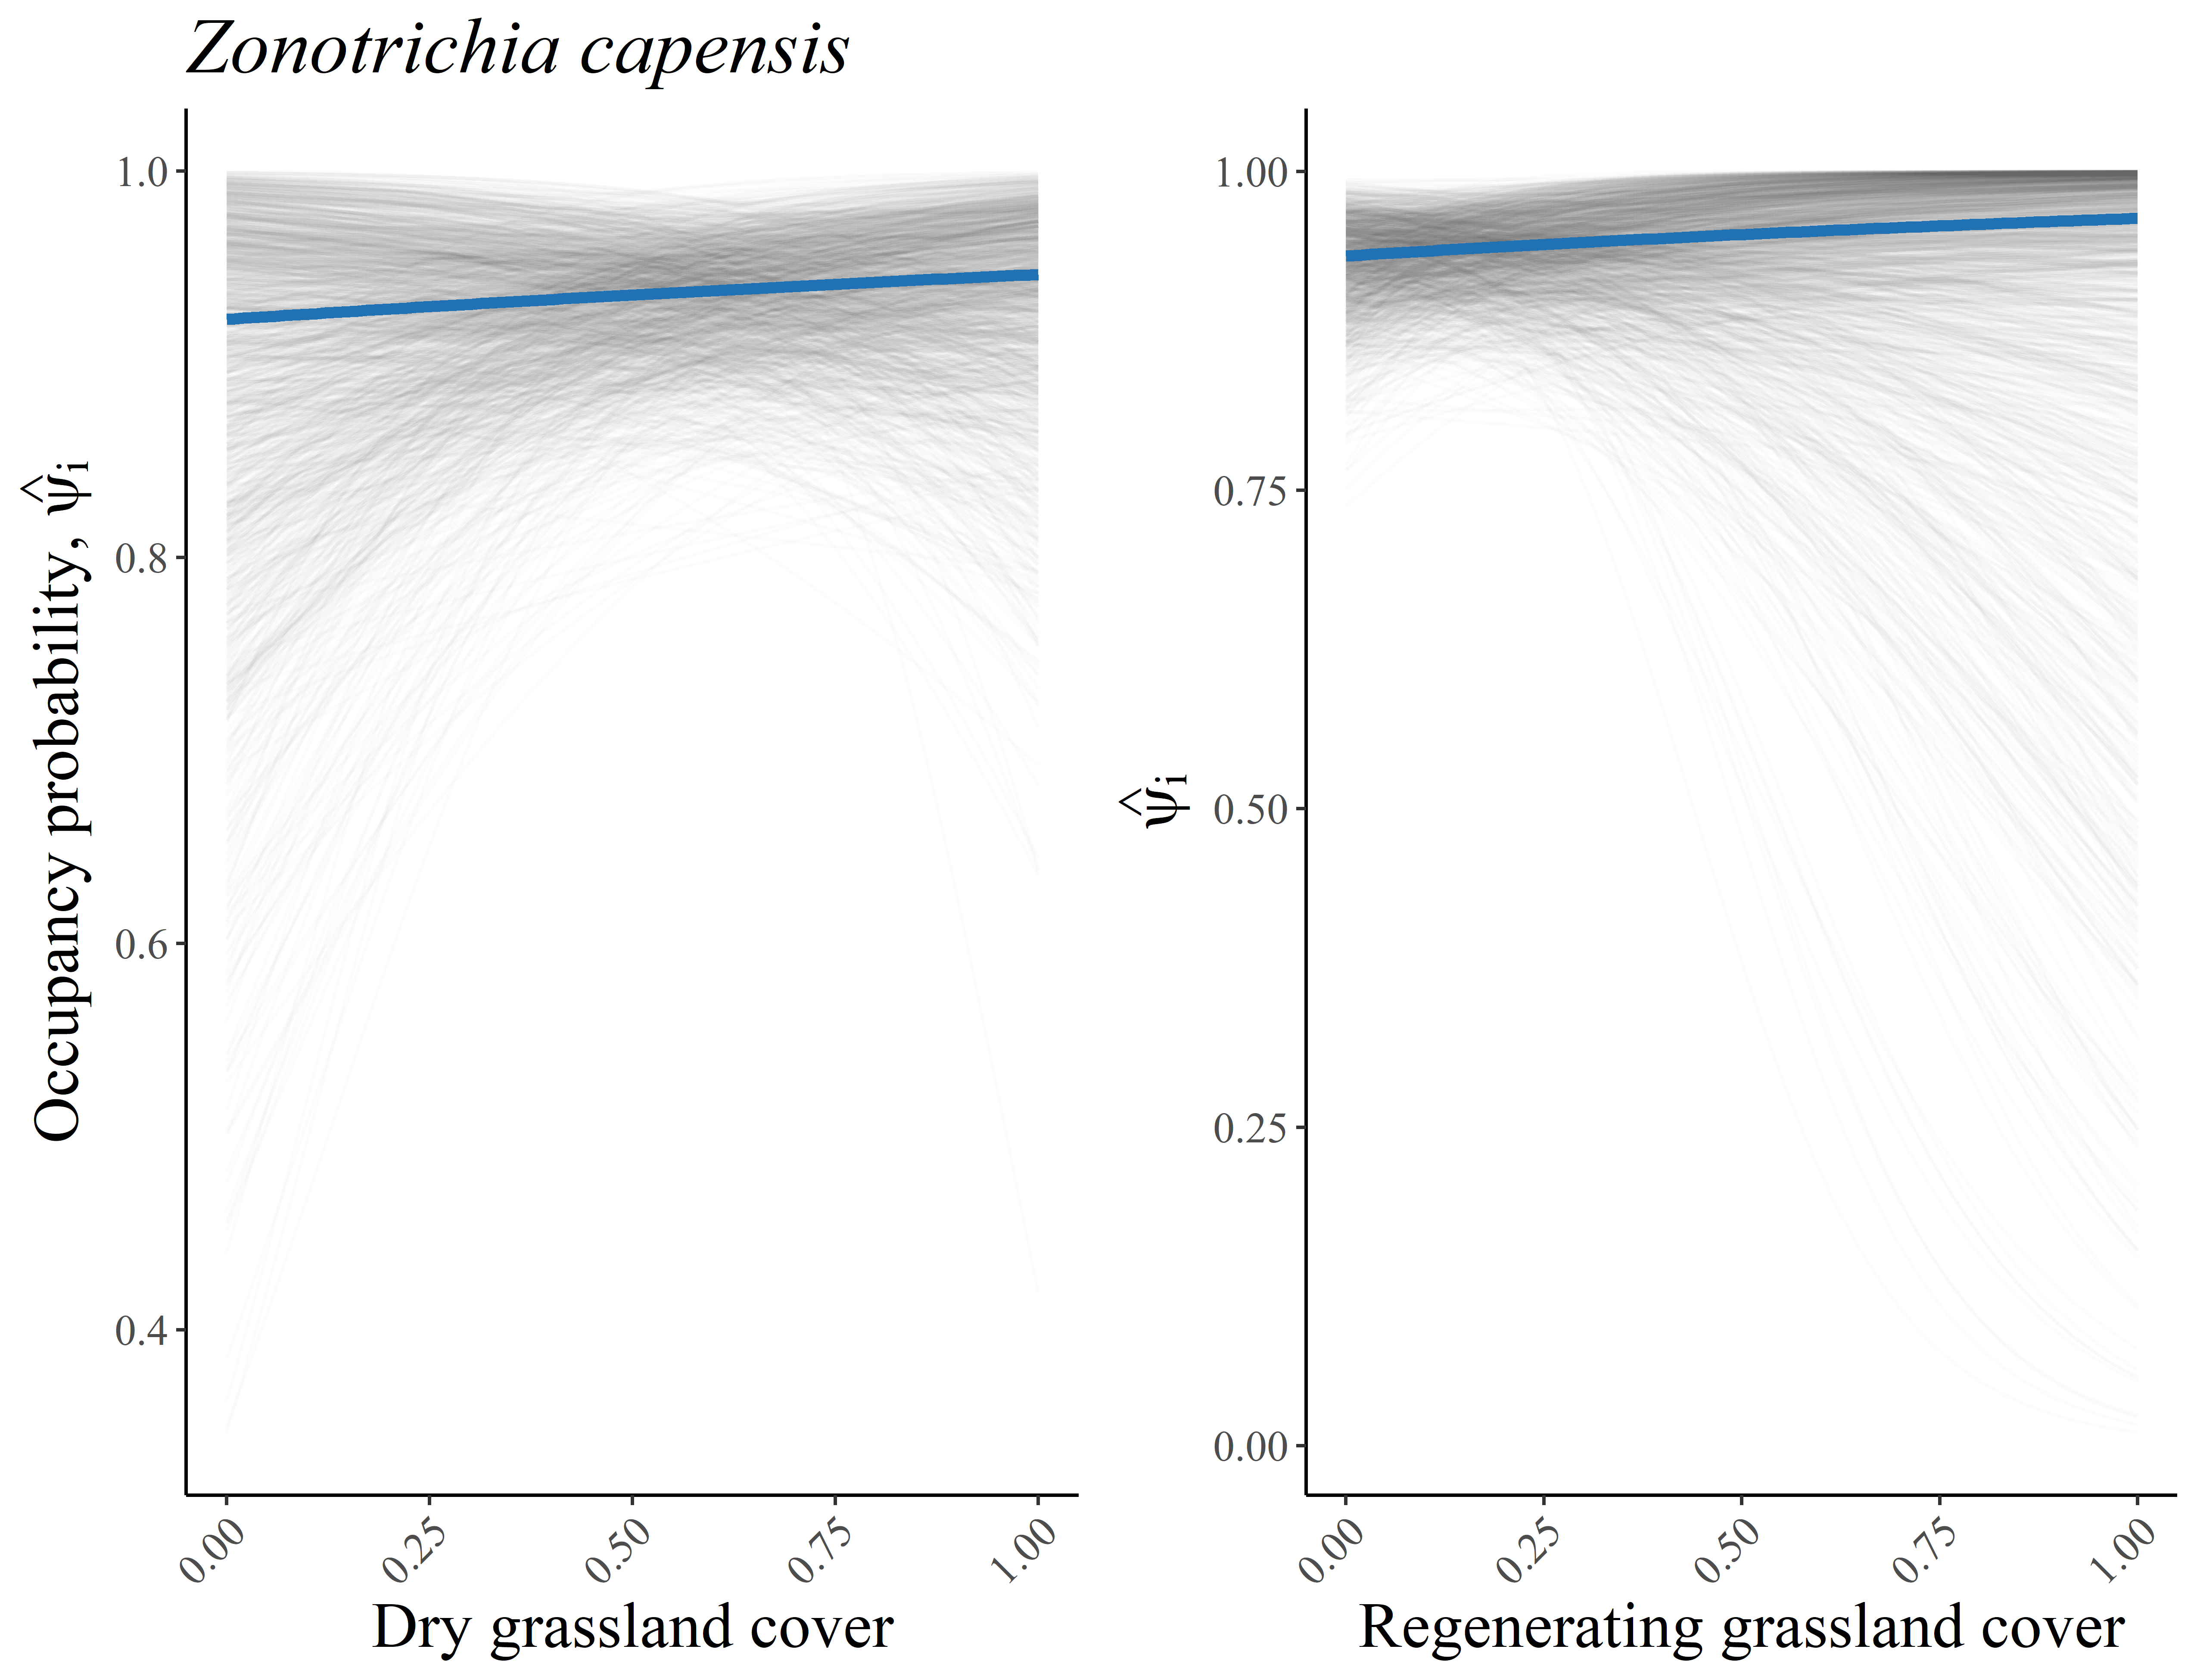 Zonotrichia capensis
Occupancy probability, ψ̂i
1.0
0.8
0.6
0.4
0.00 0.25 0.50 0.75 1.00
Dry grassland cover
ψ̂i
1.00
0.75
0.50
0.25
0.00
0.00 0.25 0.50 0.75 1.00
Regenerating grassland cover